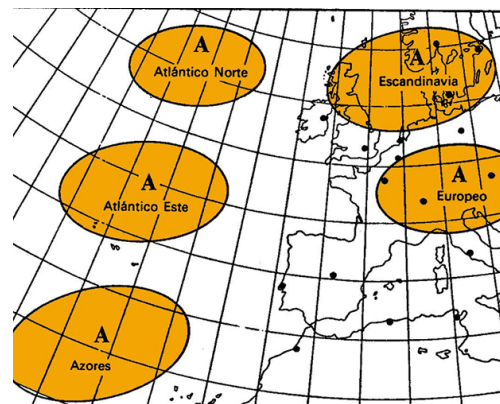 A
Atlántico Norte
A
Escandinavia
A
Atlántico Este
A
Europeo
A
Azores